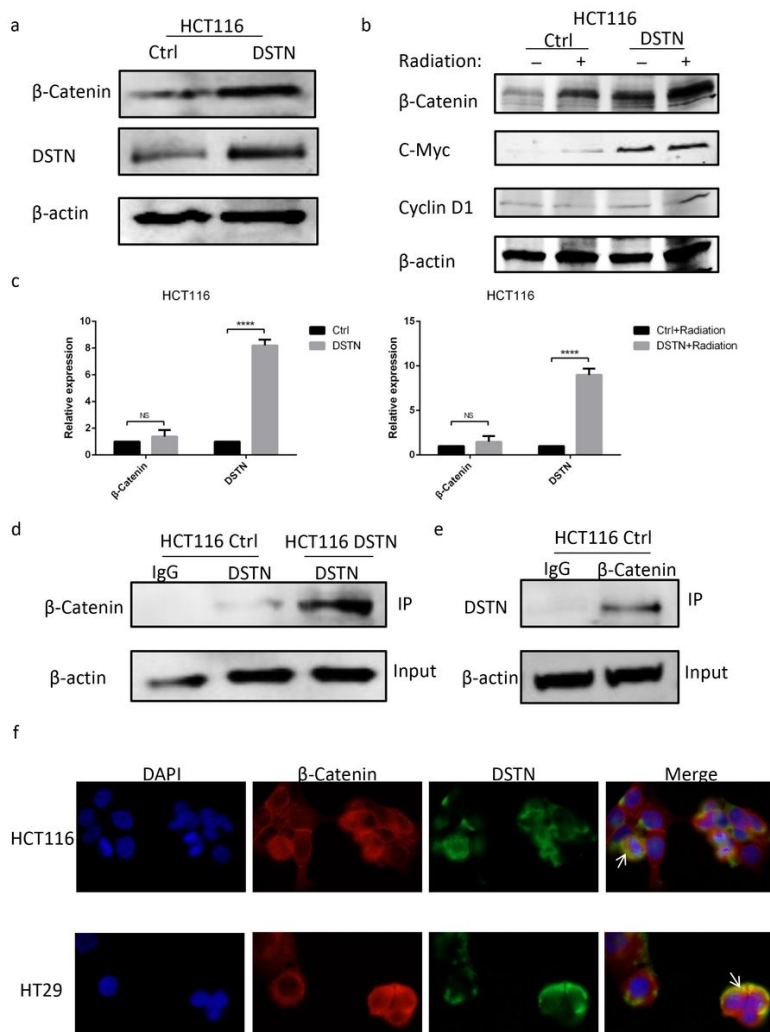 a
HCT116
Ctrl DSTN
β-Catenin
DSTN
β-actin
b
HCT116
Ctrl DSTN
Radiation: – + – +
β-Catenin
C-Myc
Cyclin D1
β-actin
c
HCT116
Relative expression
10
8
6
4
2
0
NS
****
β-Catenin
DSTN
Ctrl
DSTN
HCT116
Relative expression
15
10
5
0
NS
****
β-Catenin
DSTN
Ctrl+Radiation
DSTN+Radiation
d
HCT116 Ctrl HCT116 DSTN
IgG DSTN DSTN
β-Catenin IP
β-actin Input
e
HCT116 Ctrl
IgG β-Catenin
DSTN IP
β-actin Input
f
DAPI β-Catenin DSTN Merge
HCT116
HT29